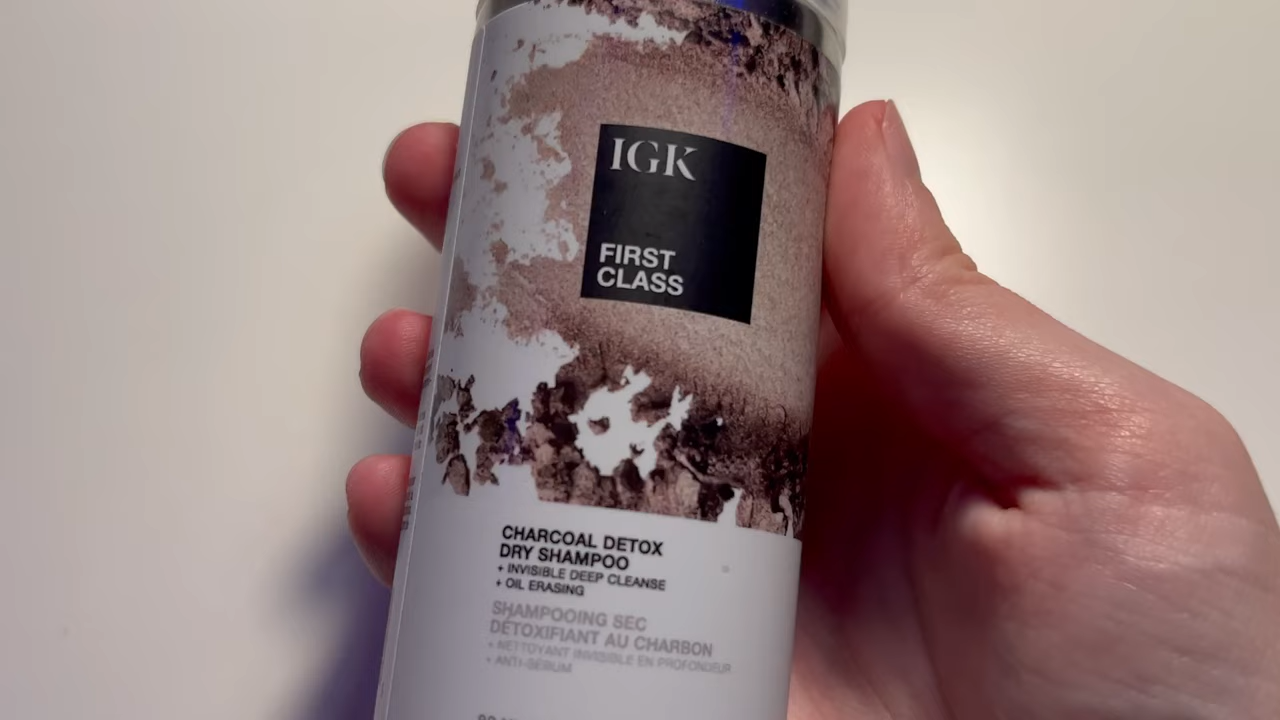 IGK
FIRST
CLASS
CHARCOAL DETOX
DRY SHAMPOO
+ INVISIBLE DEEP CLEANSE
+ OIL ERASING
SHAMPOOING SEC
DÉTOXIFIANT AU CHARBON
+ NETTOYANT INVISIBLE EN PROFONDEUR
+ ANTI-SÉBUM